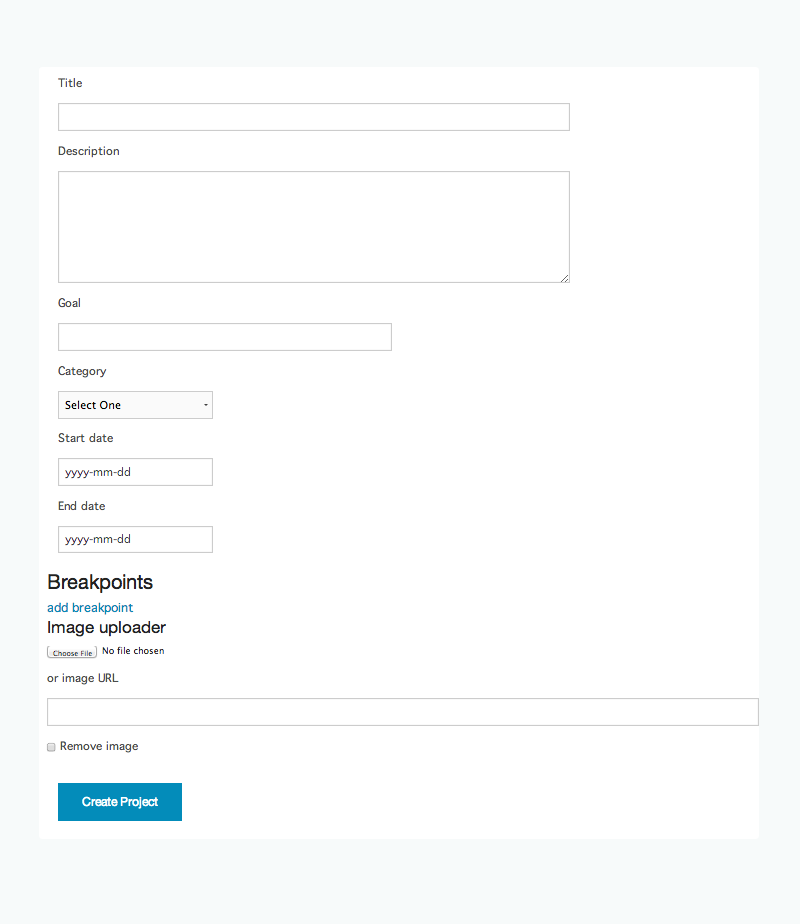 Title
Description
Goal
Category
Select One
Start date
yyyy-mm-dd
End date
yyyy-mm-dd
Breakpoints
add breakpoint
Image uploader
Choose File No file chosen
or image URL
Remove image
Create Project